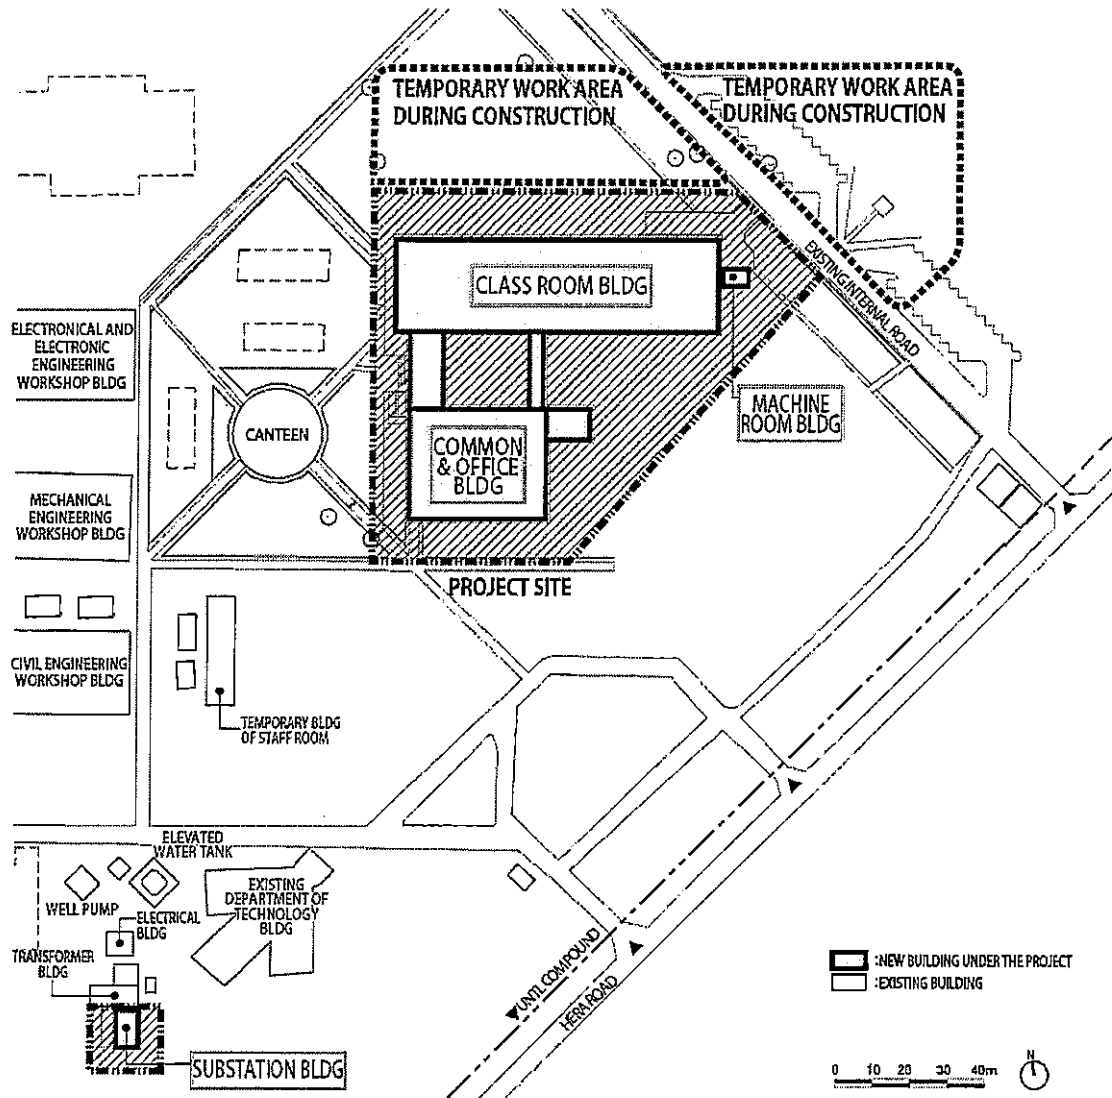 TEMPORARY WORK AREA
DURING CONSTRUCTION
TEMPORARY WORK AREA
DURING CONSTRUCTION
EXISTING INTERNAL ROAD
CLASS ROOM BLDG
ELECTRONICAL AND
ELECTRONIC
ENGINEERING
WORKSHOP BLDG
MACHINE
ROOM BLDG
CANTEEN
COMMON
& OFFICE
BLDG
MECHANICAL
ENGINEERING
WORKSHOP BLDG
PROJECT SITE
CIVIL ENGINEERING
WORKSHOP BLDG
TEMPORARY BLDG
OF STAFF ROOM
ELEVATED
WATER TANK
WELL PUMP
EXISTING
DEPARTMENT OF
TECHNOLOGY
BLDG
ELECTRICAL
BLDG
TRANSFORMER
BLDG
UNTL COMPOUND
HERA ROAD
:NEW BUILDING UNDER THE PROJECT
:EXISTING BUILDING
SUBSTATION BLDG
0 10 20 30 40m
N